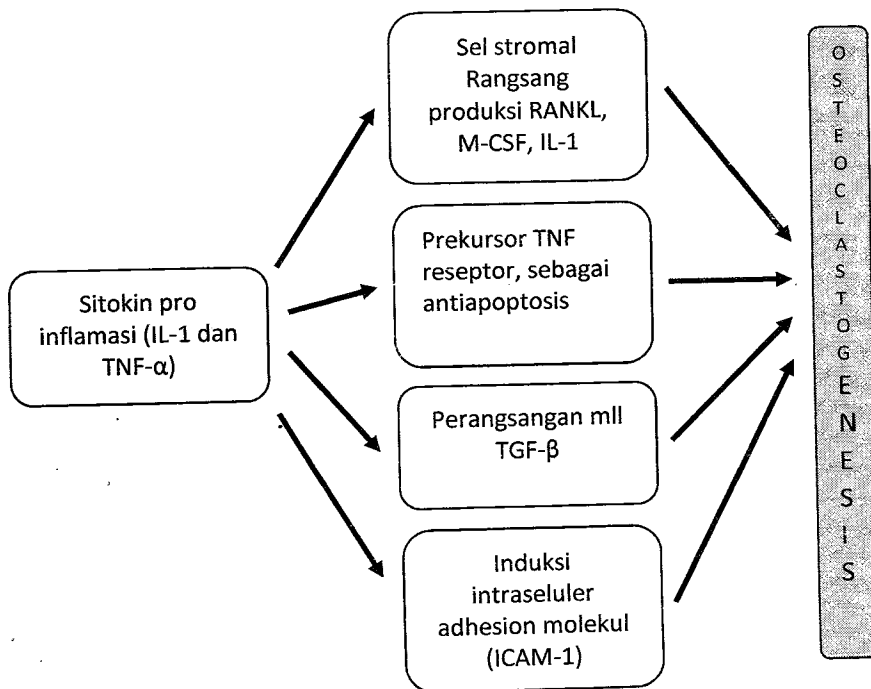 Sitokin pro
inflamasi (IL-1 dan
TNF-α)
Sel stromal
Rangsang
produksi RANKL,
M-CSF, IL-1
Prekursor TNF
reseptor, sebagai
antiapoptosis
Perangsangan mll
TGF-β
Induksi
intraseluler
adhesion molekul
(ICAM-1)
OSTEOCLASTOGENESIS